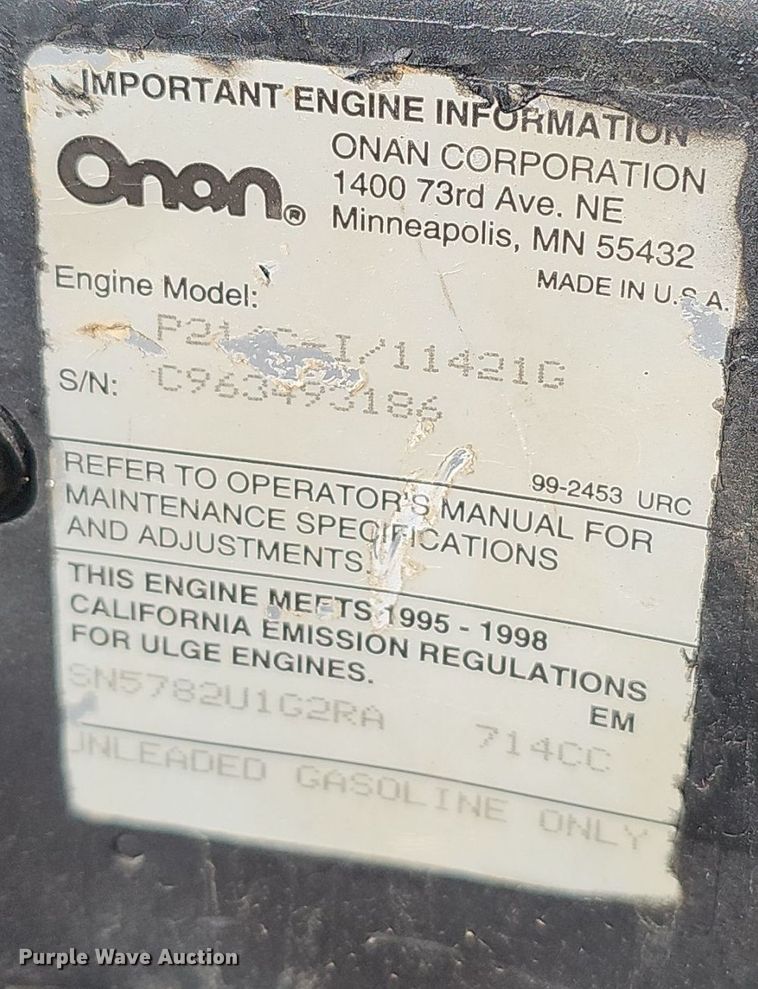 IMPORTANT ENGINE INFORMATION
Onan®
ONAN CORPORATION
1400 73rd Ave. NE
Minneapolis, MN 55432
MADE IN U.S.A.
Engine Model:
S/N: C963493186
99-2453 URC
REFER TO OPERATOR'S MANUAL FOR
MAINTENANCE SPECIFICATIONS
AND ADJUSTMENTS.
THIS ENGINE MEETS 1995 - 1998
CALIFORNIA EMISSION REGULATIONS
FOR ULGE ENGINES.
EM
SN5782U1G2RA 714CC
UNLEADED GASOLINE ONLY
Purple Wave Auction